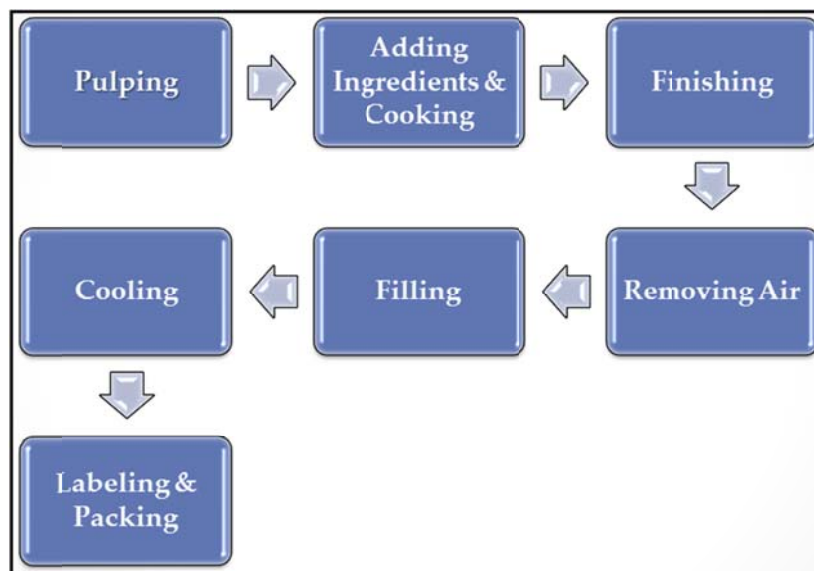 Pulping
Adding
Ingredients &
Cooking
Finishing
Removing Air
Filling
Cooling
Labeling &
Packing